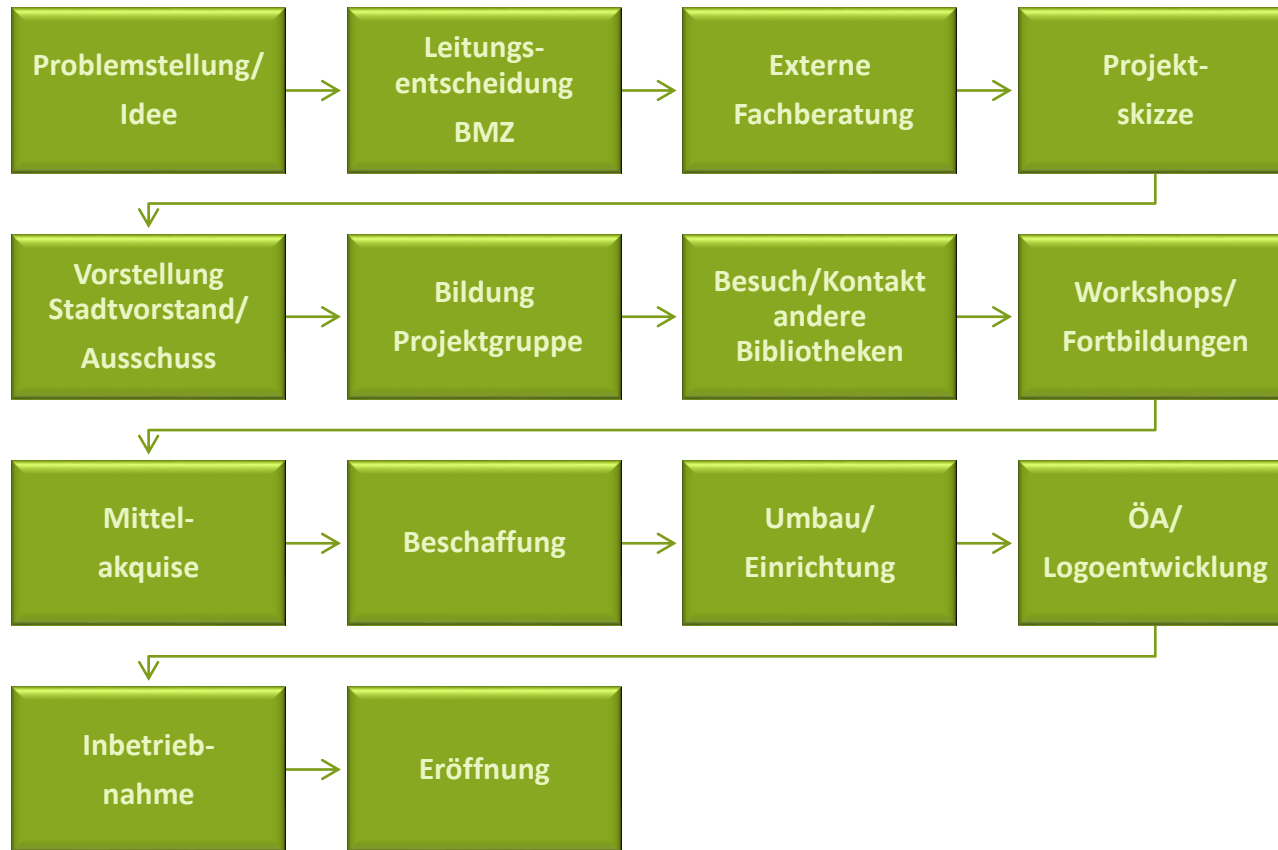 Problemstellung/
Idee
Leitungs-
entscheidung
BMZ
Externe
Fachberatung
Projekt-
skizze
Vorstellung
Stadtvorstand/
Ausschuss
Bildung
Projektgruppe
Besuch/Kontakt
andere
Bibliotheken
Workshops/
Fortbildungen
Mittel-
akquise
Beschaffung
Umbau/
Einrichtung
ÖA/
Logoentwicklung
Inbetrieb-
nahme
Eröffnung